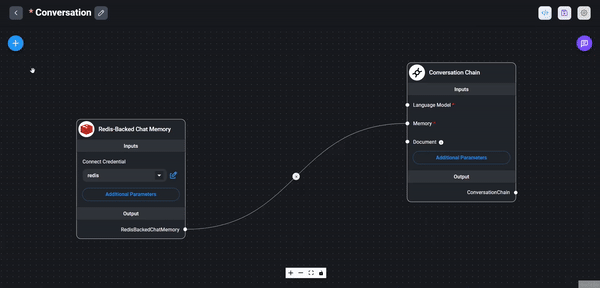 * Conversation
Conversation Chain
Inputs
Language Model *
Memory *
Document
Additional Parameters
Output
ConversationChain
Redis-Backed Chat Memory
Inputs
Connect Credential
redis
Additional Parameters
Output
RedisBackedChatMemory